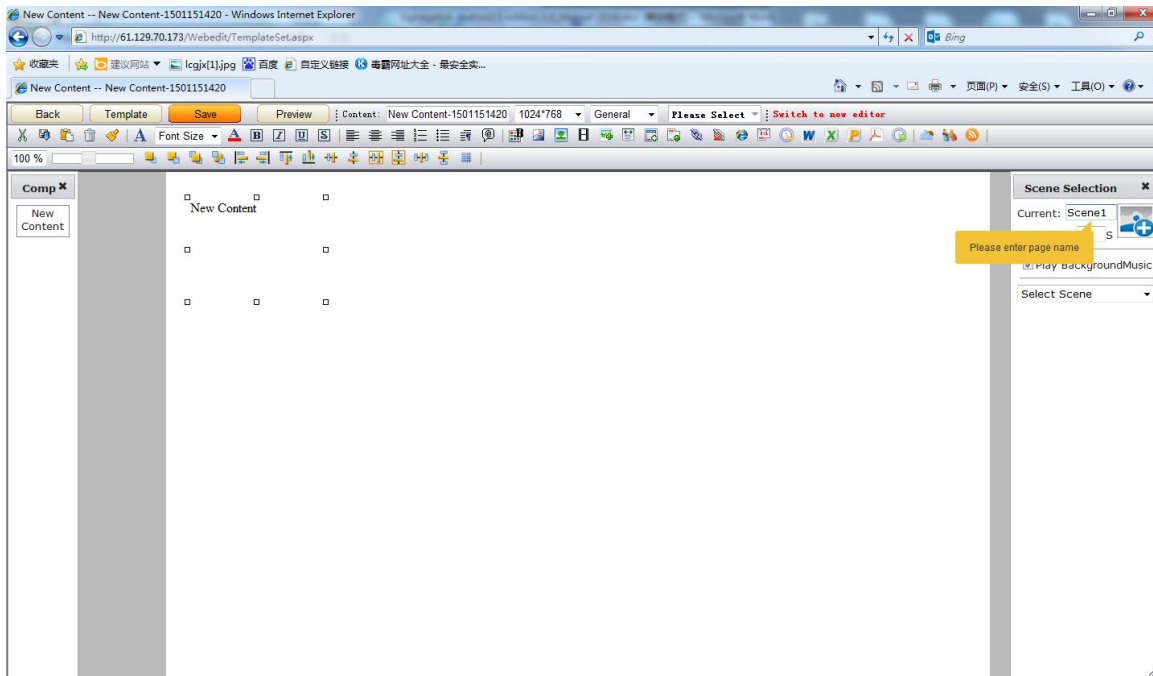 New Content -- New Content-1501151420 - Windows Internet Explorer
http://61.129.70.173/Webedit/TemplateSet.aspx
Bing
收藏夹 建议网站 lcgjx[1].jpg 百度 自定义链接 毒霸网址大全 - 最安全实...
New Content -- New Content-1501151420
页面(P) 安全(S) 工具(O)
Back Template Save Preview Content: New Content-1501151420 1024*768 General Please Select Switch to new editor
Font Size
100 %
Comp
New
Content
New Content
Scene Selection
Current: Scene1
S
Please enter page name
Play BackgroundMusic
Select Scene